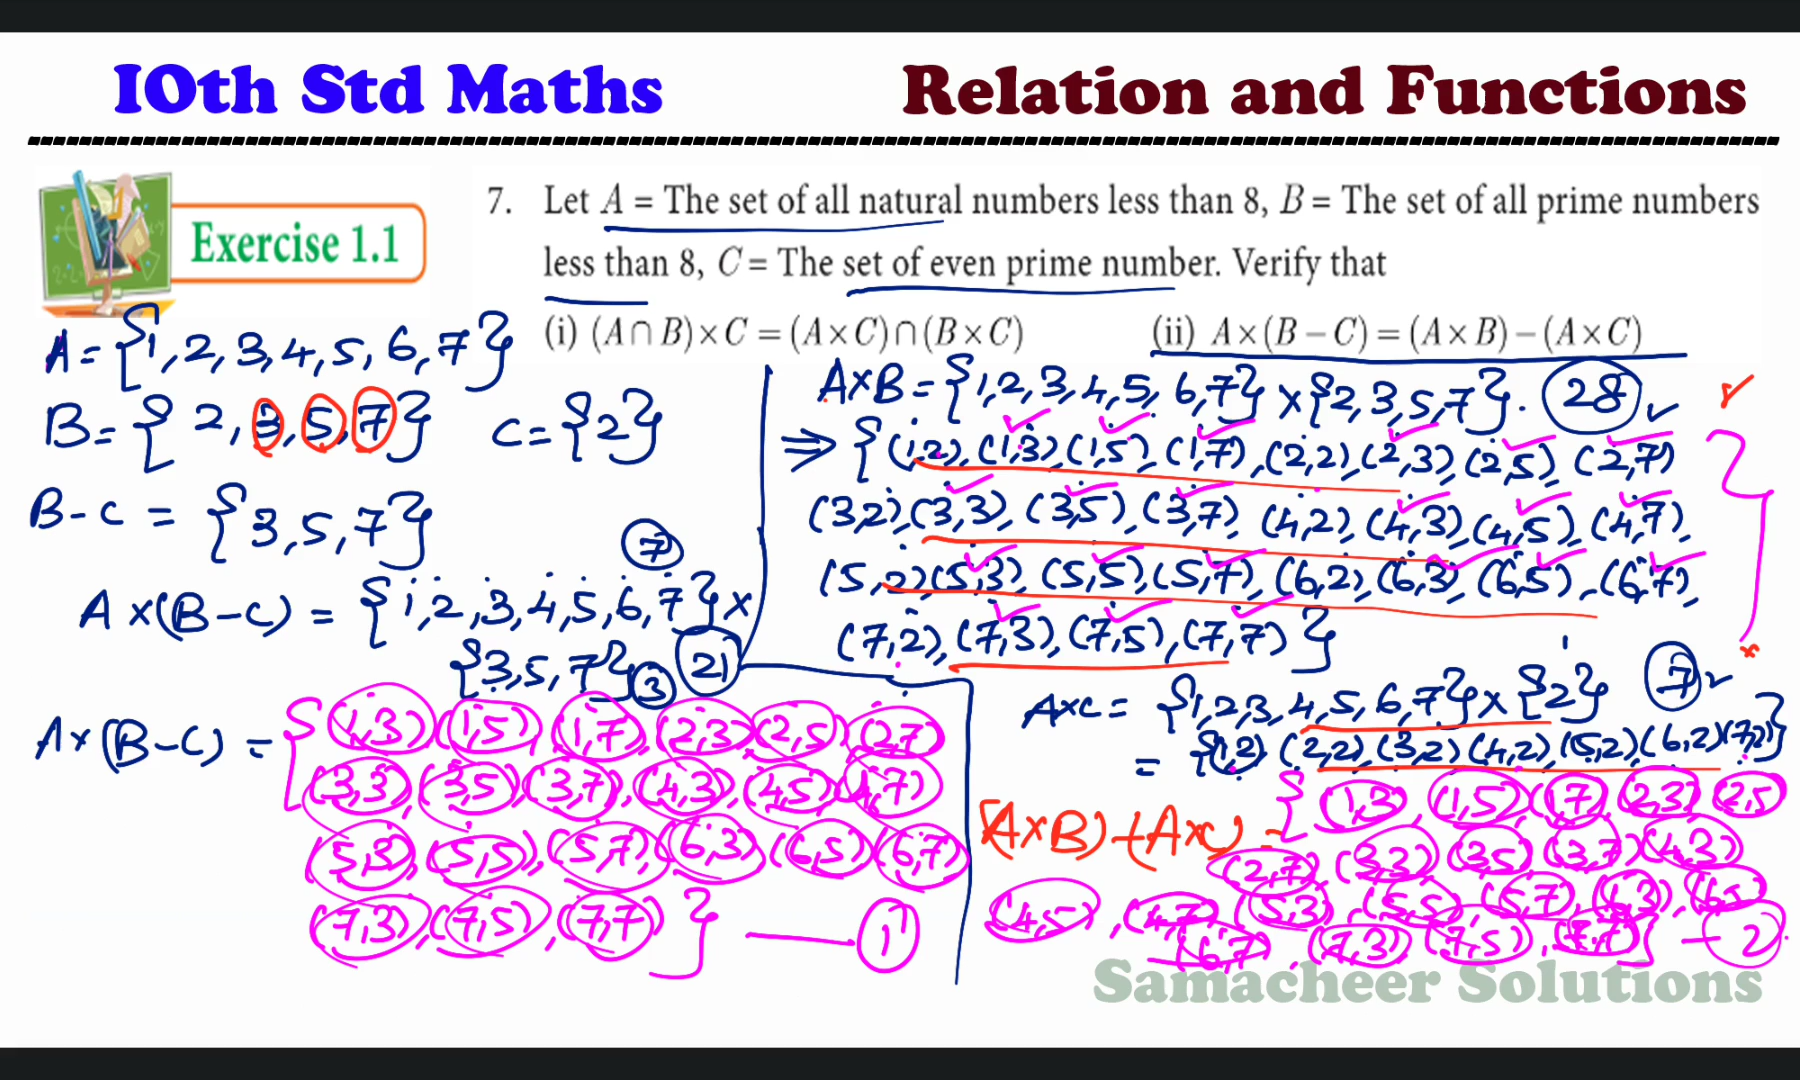 10th Std Maths
Relation and Functions
Exercise 1.1
7. Let A = The set of all natural numbers less than 8, B = The set of all prime numbers
less than 8, C = The set of even prime number. Verify that
(i) (A∩B)×C = (A×C)∩(B×C)
(ii) A×(B−C) = (A×B)−(A×C)
A = {1, 2, 3, 4, 5, 6, 7}
B = { 2, 3, 5, 7}
C = {2}
B-C = {3, 5, 7}
7
A×(B-C) = {1, 2, 3, 4, 5, 6, 7} ×
{3, 5, 7} 3 21
A×(B-C) = { (1,3) (1,5) (1,7) (2,3) (2,5) (2,7)
(3,3), (3,5) (3,7), (4,3), (4,5) (4,7)
(5,3), (5,5), (5,7) (6,3) (6,5) (6,7)
(7,3), (7,5), (7,7) } — 1
A×B = {1, 2, 3, 4, 5, 6, 7} × {2, 3, 5, 7}. 28
⇒ { (1,2), (1,3) (1,5), (1,7), (2,2), (2,3), (2,5) (2,7)
(3,2), (3,3), (3,5), (3,7), (4,2), (4,3), (4,5), (4,7),
(5,2) (5,3), (5,5), (5,7), (6,2), (6,3), (6,5), (6,7),
(7,2), (7,3), (7,5), (7,7) }
A×C = {1, 2, 3, 4, 5, 6, 7} × {2} 7
= {(1,2) (2,2), (3,2) (4,2), (5,2), (6,2) (7,2)}
(A×B) - (A×C) = { (1,3), (1,5), (1,7) (2,3) (2,5)
(2,7) (3,3) (3,5) (3,7) (4,3)
(4,5), (4,7) (5,3), (5,5), (5,7), (6,3), (6,5)
(6,7), (7,3) (7,5), (7,7) } - 2
Samacheer Solutions